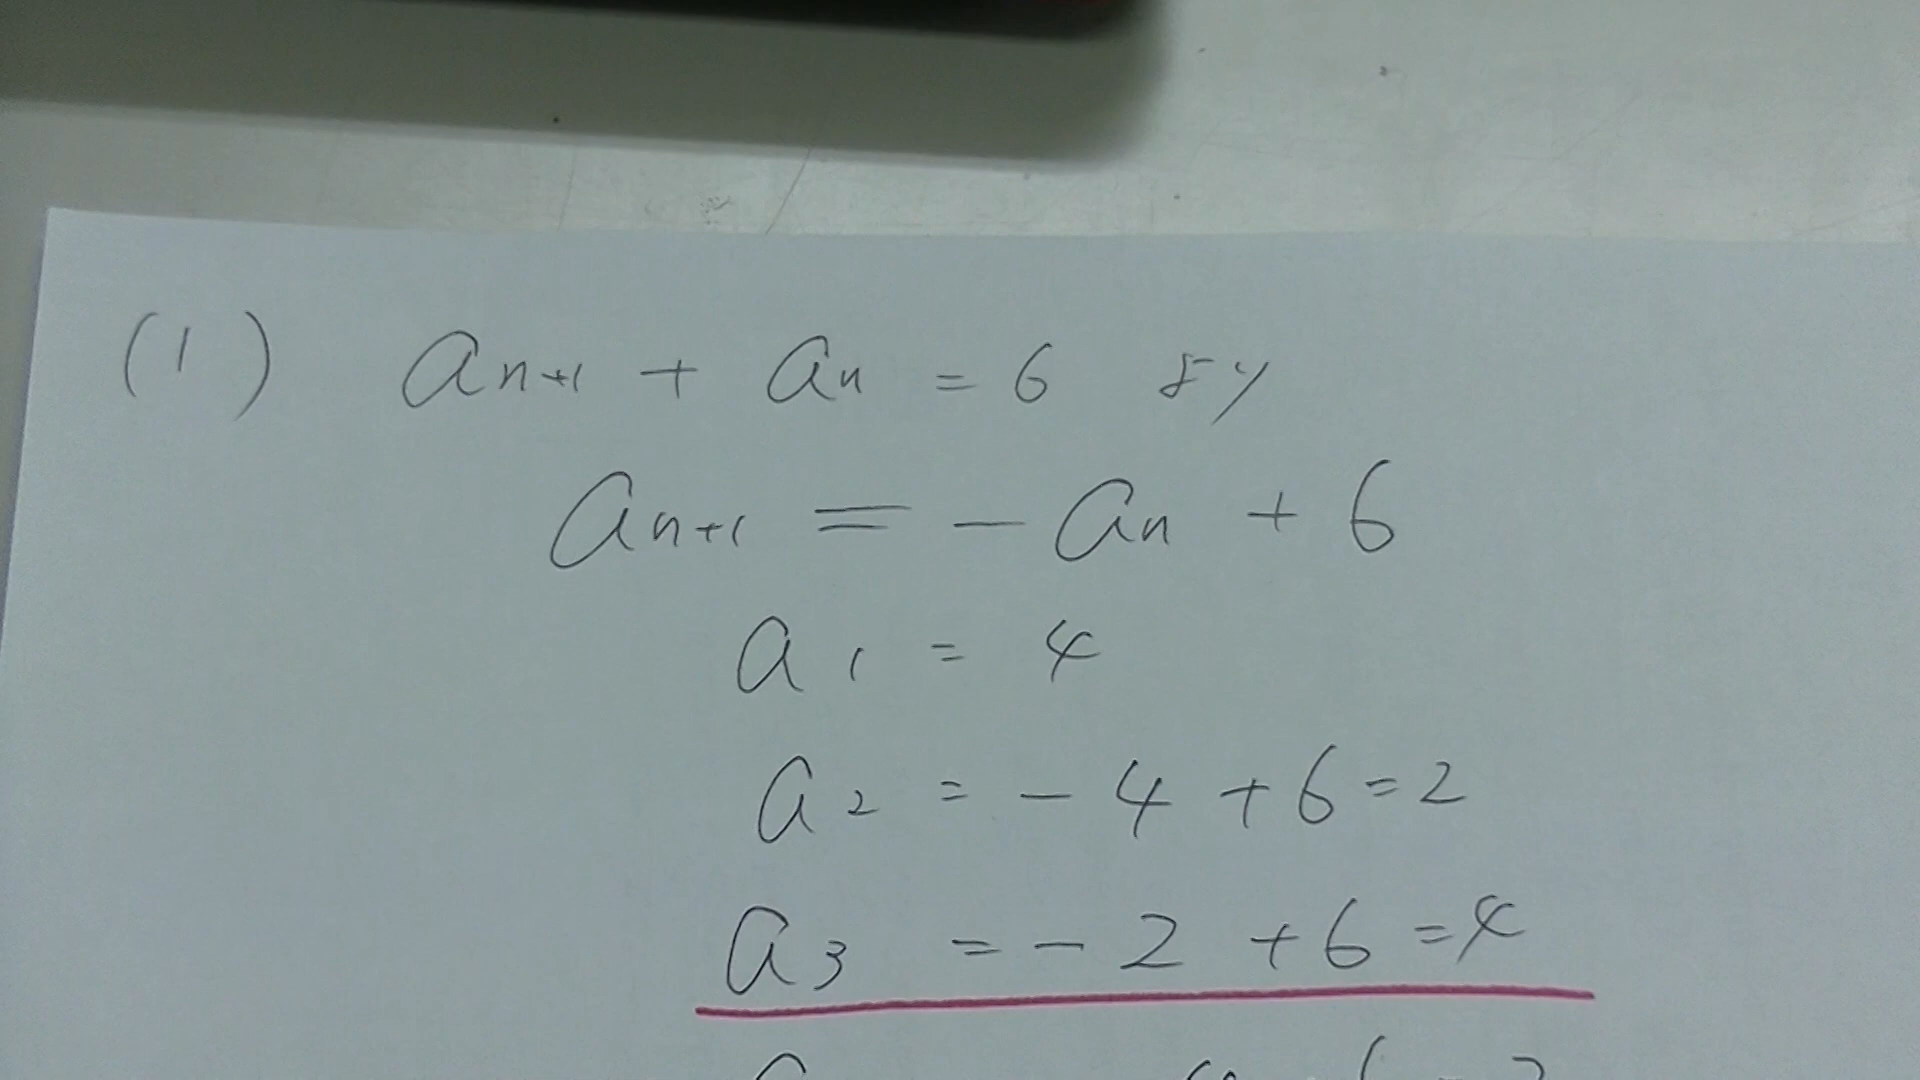 (1) an+1 + an = 6 より
an+1 = - an + 6
a1 = 4
a2 = - 4 + 6 = 2
a3 = - 2 + 6 = 4